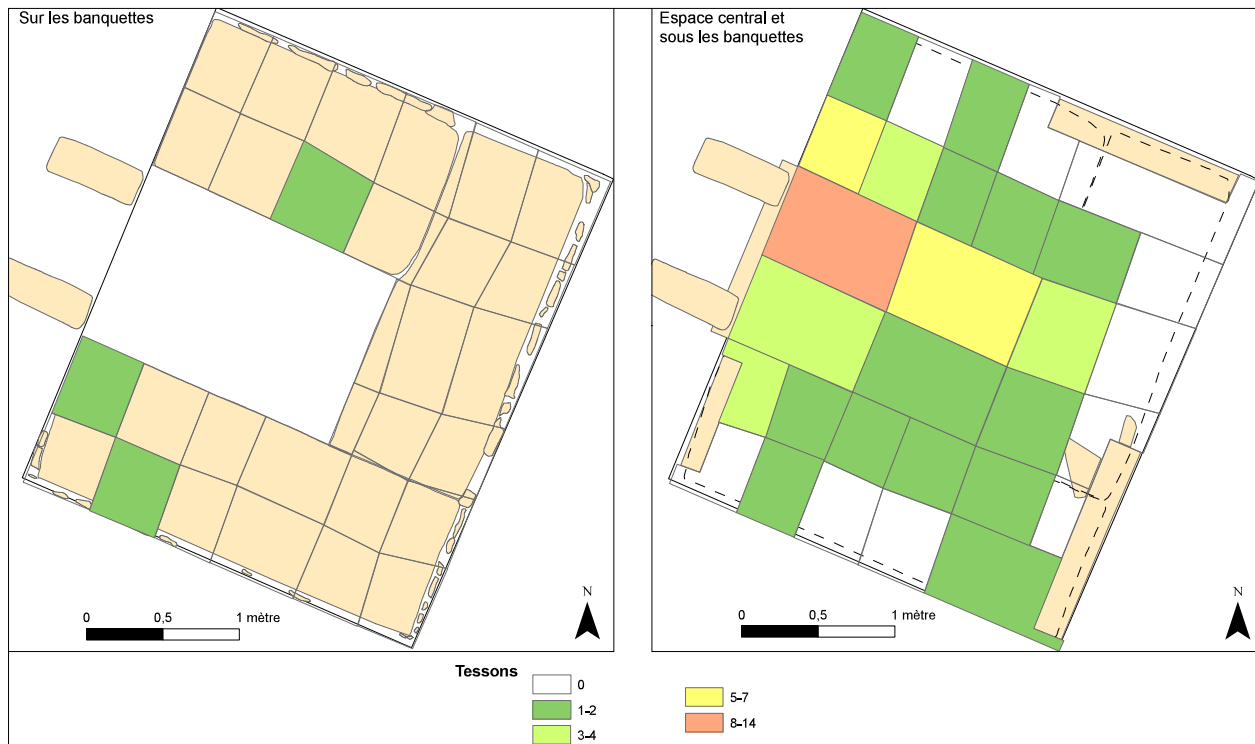 Sur les banquettes
Espace central et
sous les banquettes
N
0 0,5 1 mètre
N
0 0,5 1 mètre
Tessons
0
1-2
3-4
5-7
8-14